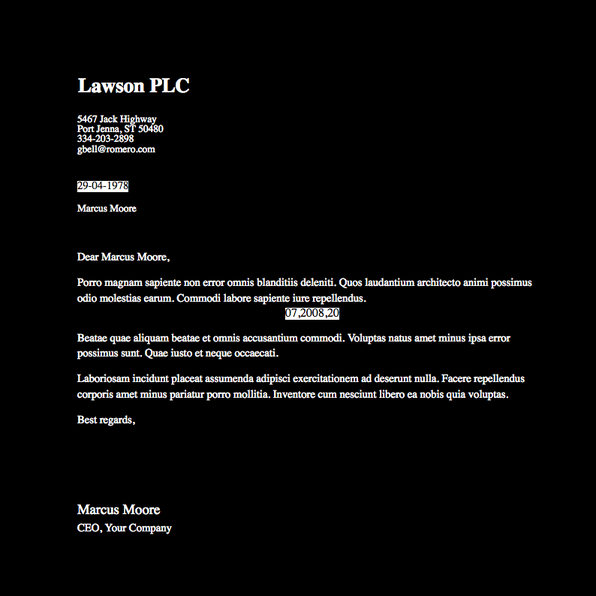 Lawson PLC
5467 Jack Highway
Port Jenna, ST 50480
334-203-2898
gbell@romero.com
29-04-1978
Marcus Moore
Dear Marcus Moore,
Porro magnam sapiente non error omnis blanditiis deleniti. Quos laudantium architecto animi possimus
odio molestias earum. Commodi labore sapiente iure repellendus.
07,2008,20
Beatae quae aliquam beatae et omnis accusantium commodi. Voluptas natus amet minus ipsa error
possimus sunt. Quae iusto et neque occaecati.
Laboriosam incidunt placeat assumenda adipisci exercitationem ad deserunt nulla. Facere repellendus
corporis amet minus pariatur porro mollitia. Inventore cum nesciunt libero ea nobis quia voluptas.
Best regards,
Marcus Moore
CEO, Your Company